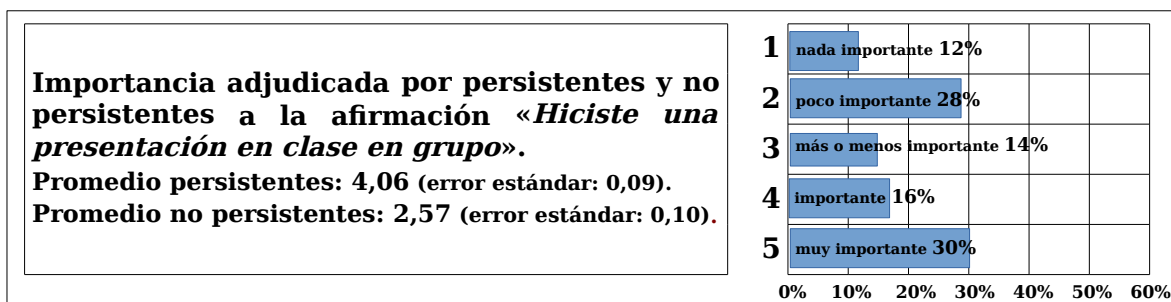 Importancia adjudicada por persistentes y no
persistentes a la afirmación «Hiciste una
presentación en clase en grupo».
Promedio persistentes: 4,06 (error estándar: 0,09).
Promedio no persistentes: 2,57 (error estándar: 0,10).
1 nada importante 12%
2 poco importante 28%
3 más o menos importante 14%
4 importante 16%
5 muy importante 30%
0% 10% 20% 30% 40% 50% 60%